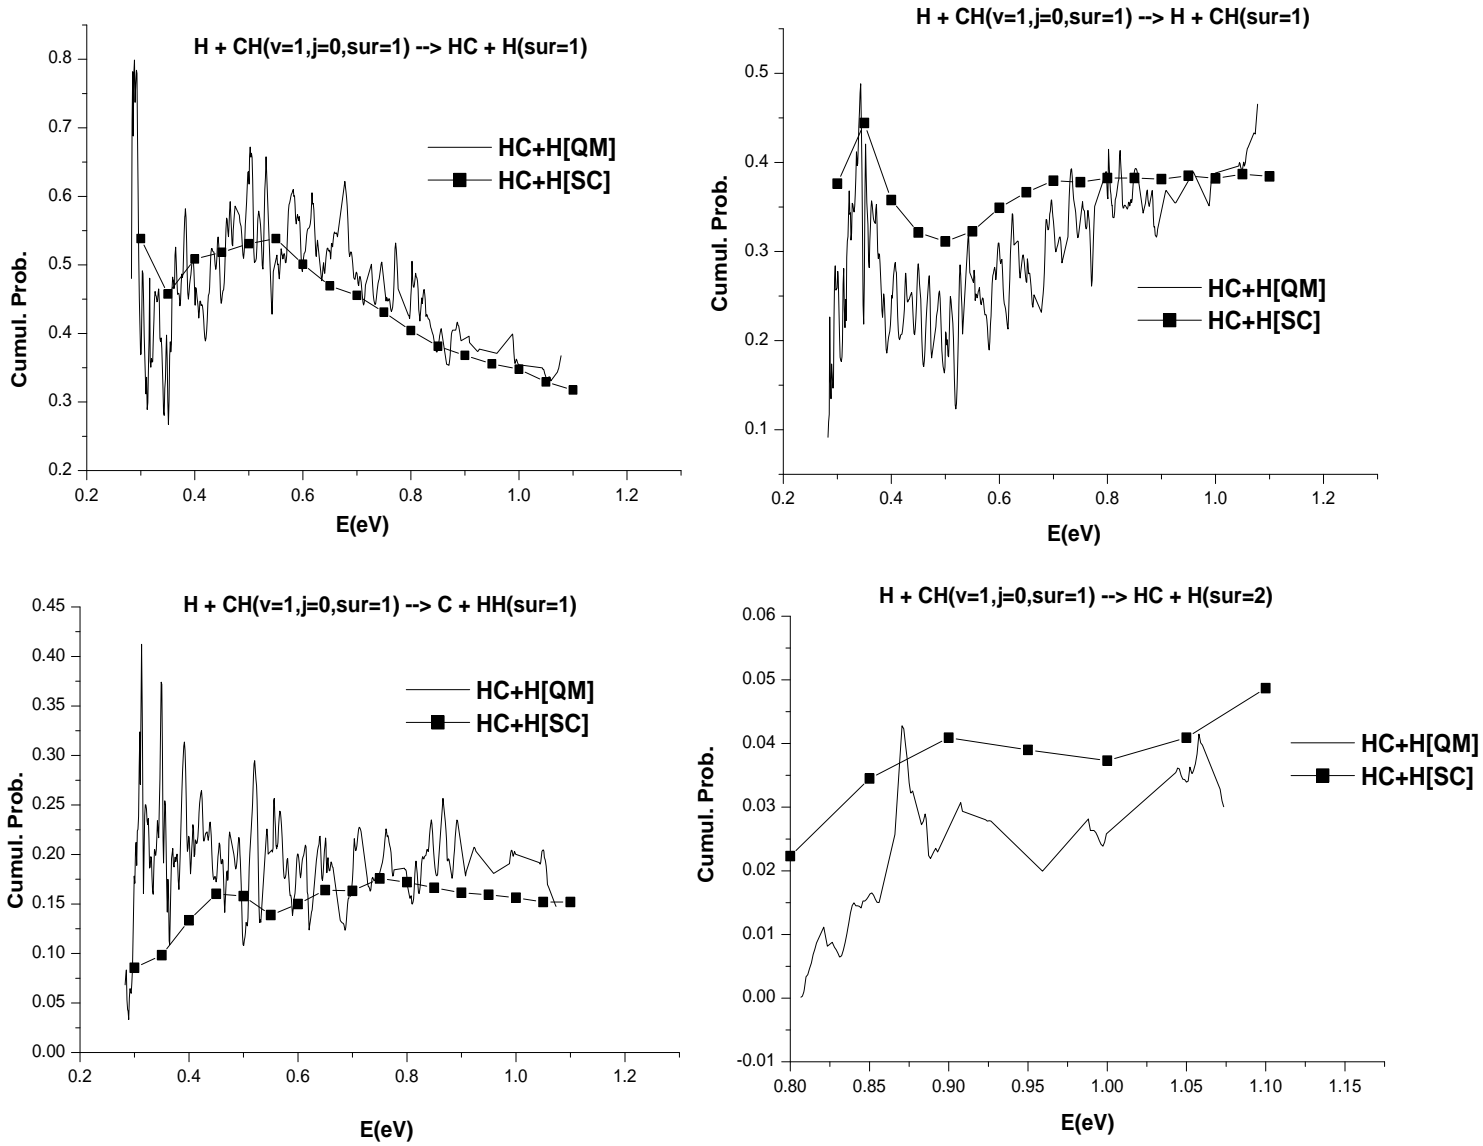 H + CH(v=1,j=0,sur=1) --> HC + H(sur=1)
HC+H[QM]
HC+H[SC]
Cumul. Prob.
0.8
0.7
0.6
0.5
0.4
0.3
0.2
0.2 0.4 0.6 0.8 1.0 1.2
E(eV)
H + CH(v=1,j=0,sur=1) --> H + CH(sur=1)
HC+H[QM]
HC+H[SC]
Cumul. Prob.
0.5
0.4
0.3
0.2
0.1
0.2 0.4 0.6 0.8 1.0 1.2
E(eV)
H + CH(v=1,j=0,sur=1) --> C + HH(sur=1)
HC+H[QM]
HC+H[SC]
Cumul. Prob.
0.45
0.40
0.35
0.30
0.25
0.20
0.15
0.10
0.05
0.00
0.2 0.4 0.6 0.8 1.0 1.2
E(eV)
H + CH(v=1,j=0,sur=1) --> HC + H(sur=2)
HC+H[QM]
HC+H[SC]
Cumul. Prob.
0.06
0.05
0.04
0.03
0.02
0.01
0.00
-0.01
0.80 0.85 0.90 0.95 1.00 1.05 1.10 1.15
E(eV)